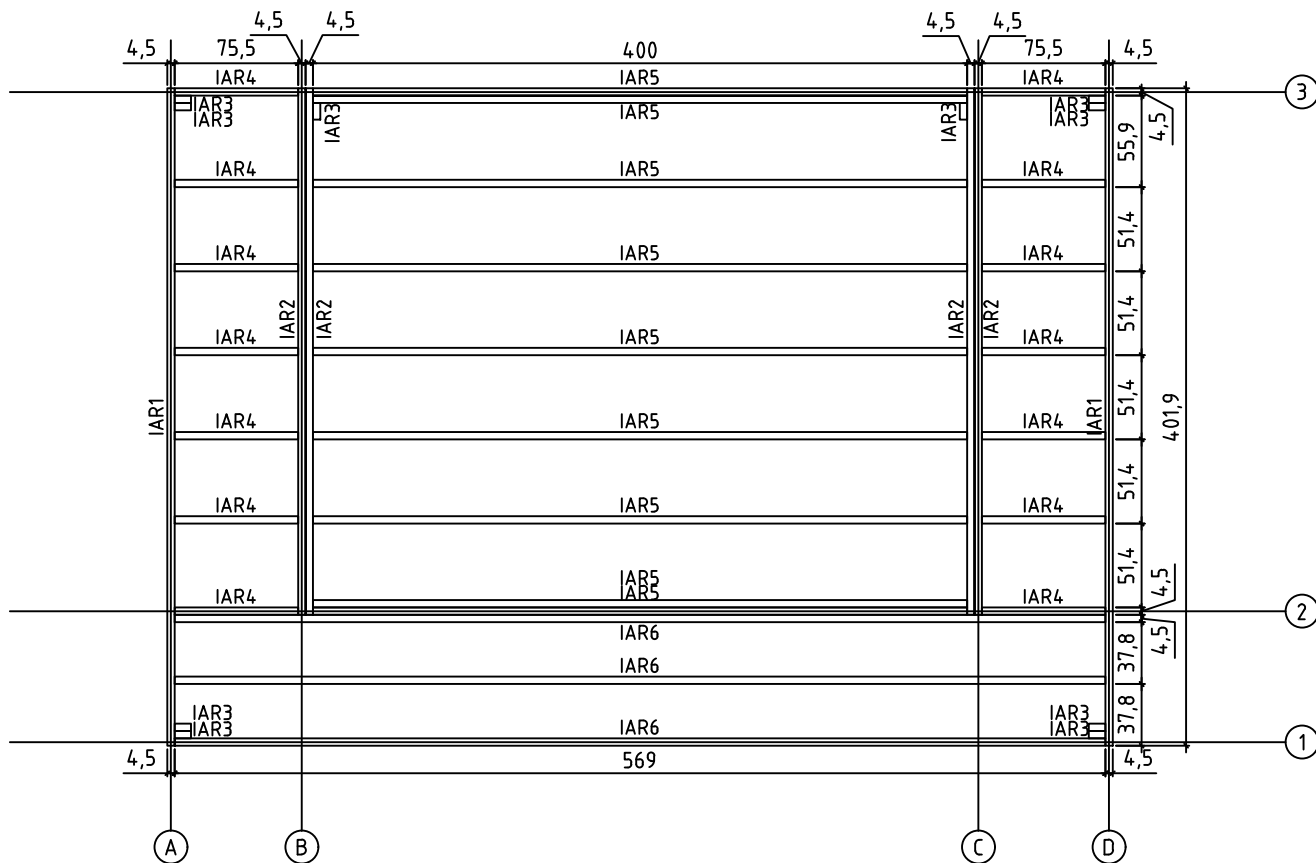 4,5 4,5 4,5 4,5
4,5 75,5 400 75,5 4,5
IAR4 IAR5 IAR4
3
IAR3 IAR5 IAR3
IAR3 IAR3
IAR3 IAR3
4,5
55,9
IAR4 IAR5 IAR4
51,4
IAR4 IAR5 IAR4
IAR2 IAR2 IAR2 IAR2
51,4
IAR4 IAR5 IAR4
51,4
IAR1 IAR1
401,9
IAR4 IAR5 IAR4
51,4
IAR4 IAR5 IAR4
51,4
IAR5
IAR4 IAR5 IAR4
4,5
2
IAR6
4,5
37,8
IAR6
IAR3 IAR3
IAR3 IAR6 IAR3
37,8
1
4,5 569 4,5
A B C D